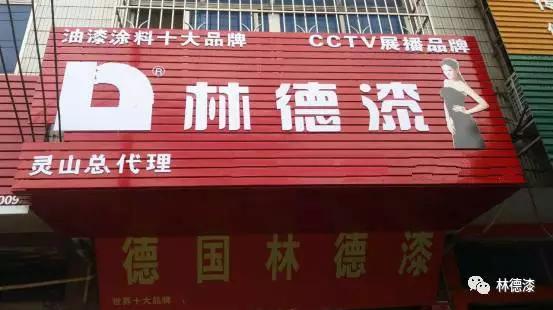 油漆涂料十大品牌 CCTV展播品牌
® 林德漆
灵山总代理
009
德国林德漆
世界十大品牌
林德漆